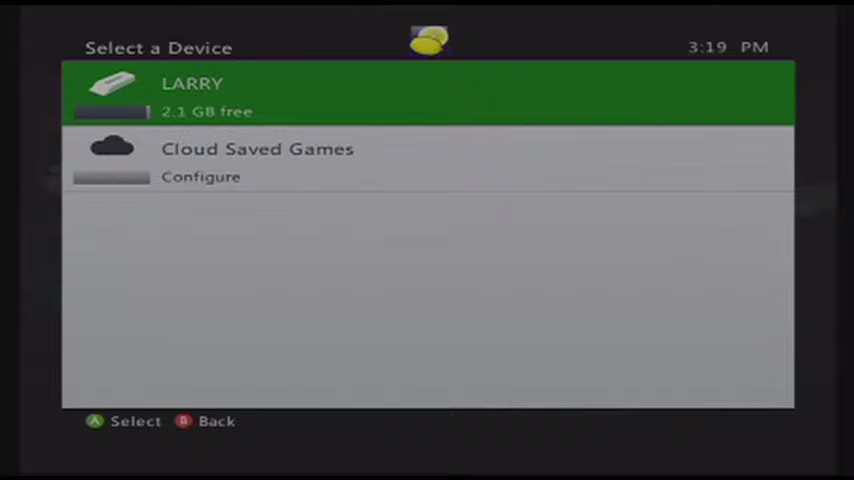 Select a Device
3:19 PM
LARRY
2.1 GB free
Cloud Saved Games
Configure
A Select B Back